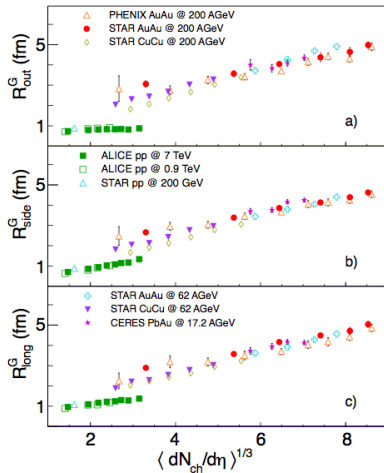 PHENIX AuAu @ 200 AGeV
STAR AuAu @ 200 AGeV
STAR CuCu @ 200 AGeV
R^G_out (fm)
5
1
a)
ALICE pp @ 7 TeV
ALICE pp @ 0.9 TeV
STAR pp @ 200 GeV
R^G_side (fm)
5
1
b)
STAR AuAu @ 62 AGeV
STAR CuCu @ 62 AGeV
CERES PbAu @ 17.2 AGeV
R^G_long (fm)
5
1
c)
2 4 6 8
⟨ dN_ch/dη ⟩^1/3